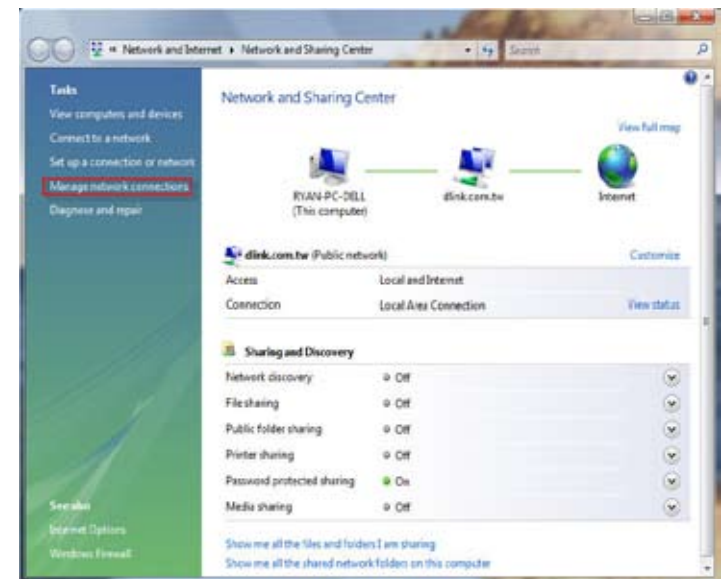 Network and Internet Network and Sharing Center Search
Tasks
View computers and devices
Connect to a network
Set up a connection or network
Manage network connections
Diagnose and repair
See also
Internet Options
Windows Firewall
Network and Sharing Center
View full map
RYAN-PC-DELL
(This computer)
dlink.com.tw
Internet
dlink.com.tw (Public network) Customize
Access Local and Internet
Connection Local Area Connection View status
Sharing and Discovery
Network discovery Off
File sharing Off
Public folder sharing Off
Printer sharing Off
Password protected sharing On
Media sharing Off
Show me all the files and folders I am sharing
Show me all the shared network folders on this computer